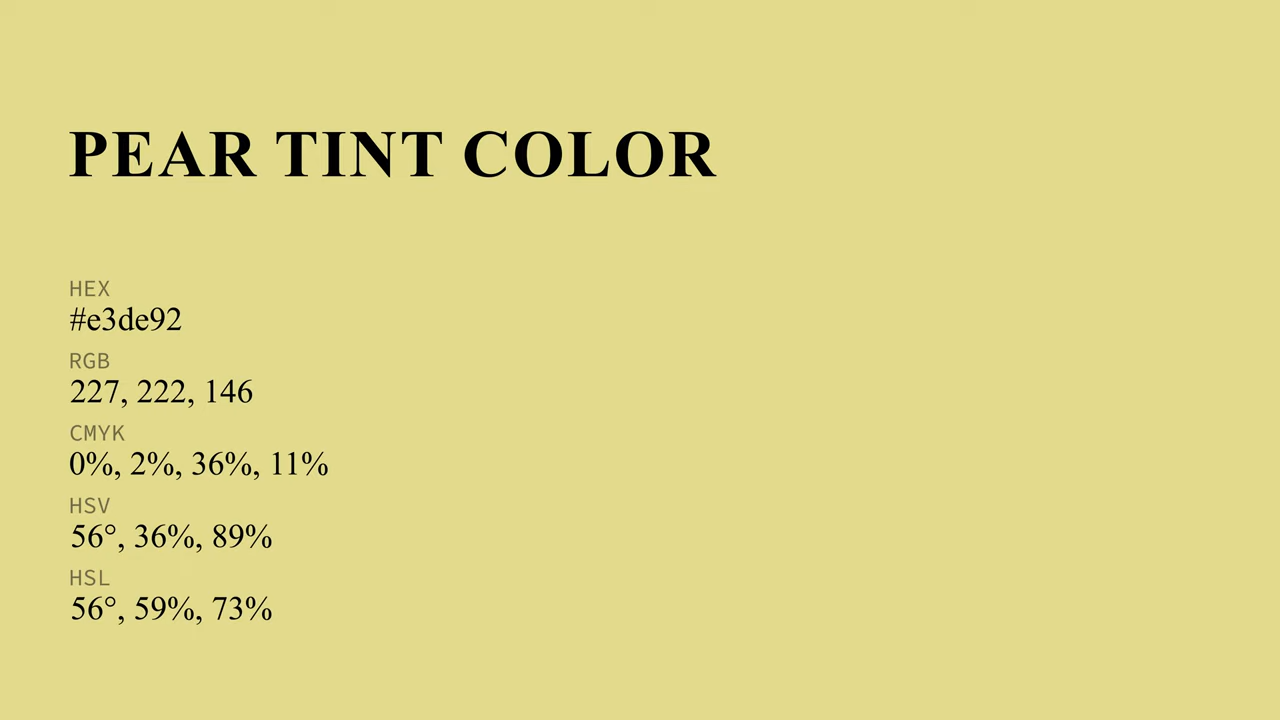 PEAR TINT COLOR
HEX
#e3de92
RGB
227, 222, 146
CMYK
0%, 2%, 36%, 11%
HSV
56°, 36%, 89%
HSL
56°, 59%, 73%